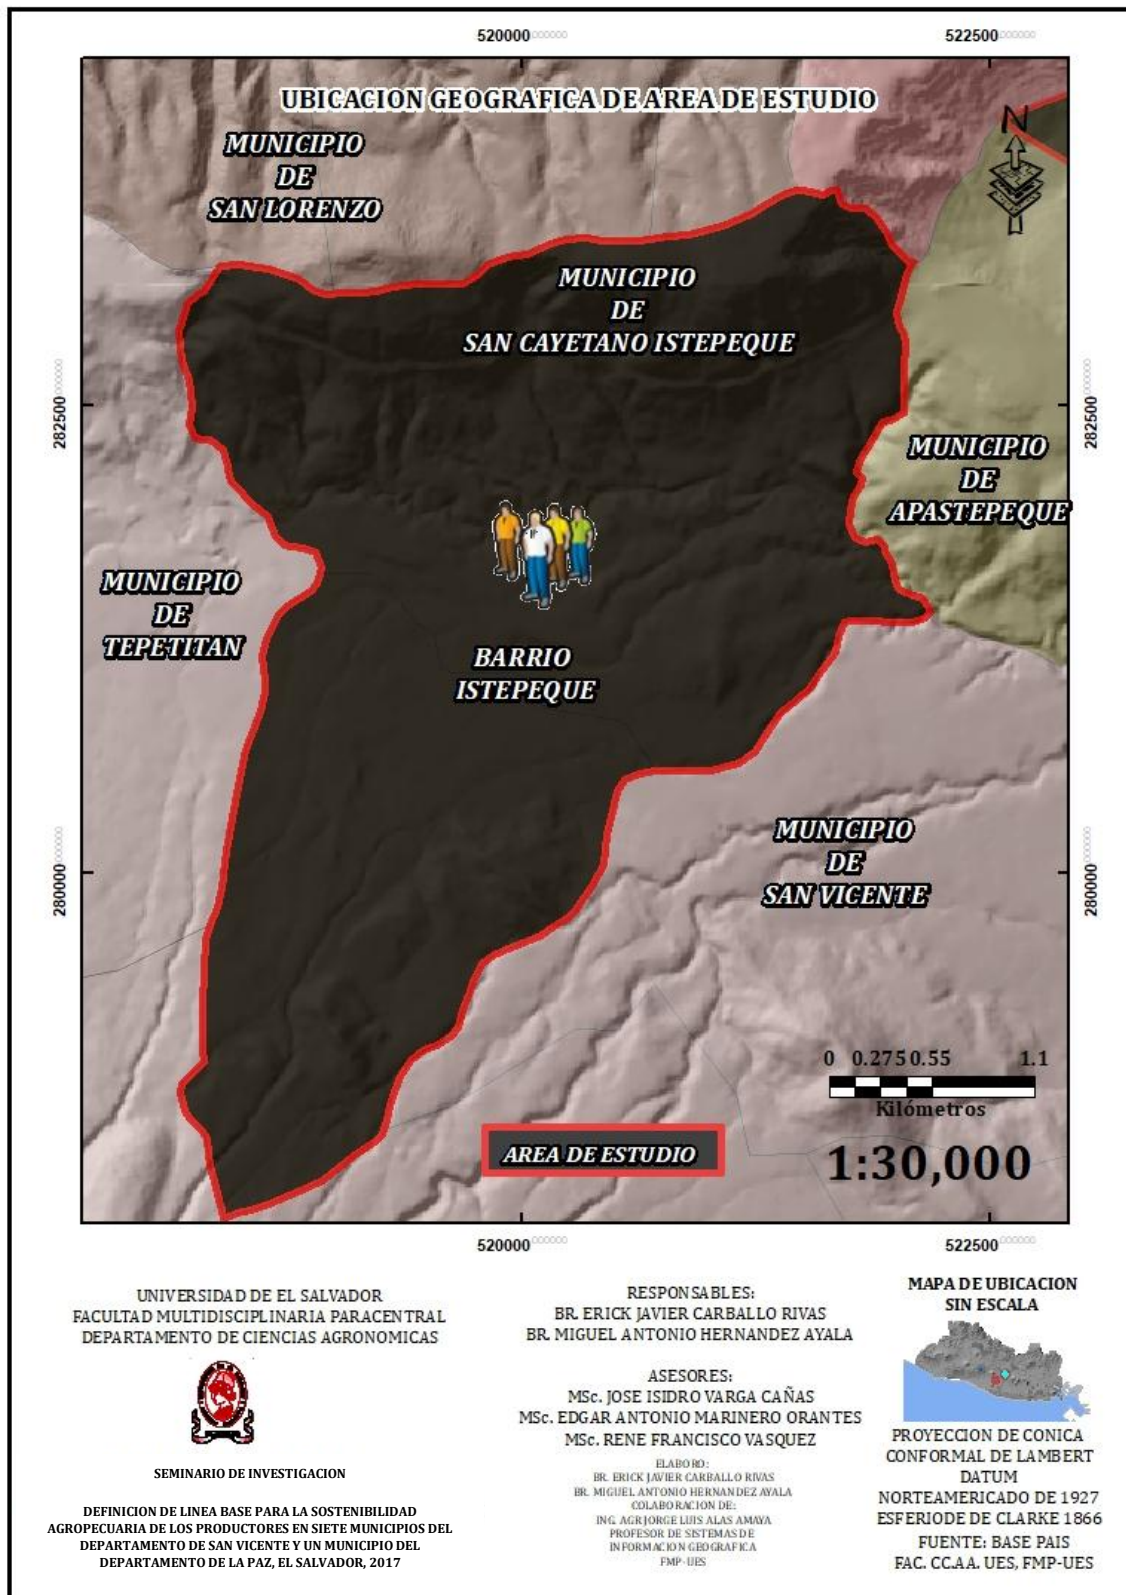 520000.000000
522500.000000
UBICACION GEOGRAFICA DE AREA DE ESTUDIO
N
MUNICIPIO
DE
SAN LORENZO
MUNICIPIO
DE
SAN CAYETANO ISTEPEQUE
282500.000000
282500.000000
MUNICIPIO
DE
APASTEPEQUE
MUNICIPIO
DE
TEPETITAN
BARRIO
ISTEPEQUE
MUNICIPIO
DE
SAN VICENTE
280000.000000
280000.000000
0 0.275 0.55 1.1
Kilómetros
AREA DE ESTUDIO
1:30,000
520000.000000
522500.000000
UNIVERSIDAD DE EL SALVADOR
FACULTAD MULTIDISCIPLINARIA PARACENTRAL
DEPARTAMENTO DE CIENCIAS AGRONOMICAS
SEMINARIO DE INVESTIGACION
DEFINICION DE LINEA BASE PARA LA SOSTENIBILIDAD
AGROPECUARIA DE LOS PRODUCTORES EN SIETE MUNICIPIOS DEL
DEPARTAMENTO DE SAN VICENTE Y UN MUNICIPIO DEL
DEPARTAMENTO DE LA PAZ, EL SALVADOR, 2017
RESPONSABLES:
BR. ERICK JAVIER CARBALLO RIVAS
BR. MIGUEL ANTONIO HERNANDEZ AYALA
ASESORES:
MSc. JOSE ISIDRO VARGA CAÑAS
MSc. EDGAR ANTONIO MARINERO ORANTES
MSc. RENE FRANCISCO VASQUEZ
ELABORO:
BR. ERICK JAVIER CARBALLO RIVAS
BR. MIGUEL ANTONIO HERNANDEZ AYALA
COLABORACION DE:
ING. AGR JORGE LUIS ALAS AMAYA
PROFESOR DE SISTEMAS DE
INFORMACION GEOGRAFICA
FMP-UES
MAPA DE UBICACION
SIN ESCALA
PROYECCION DE CONICA
CONFORMAL DE LAMBERT
DATUM
NORTEAMERICADO DE 1927
ESFERIODE DE CLARKE 1866
FUENTE: BASE PAIS
FAC. CC.AA. UES, FMP-UES